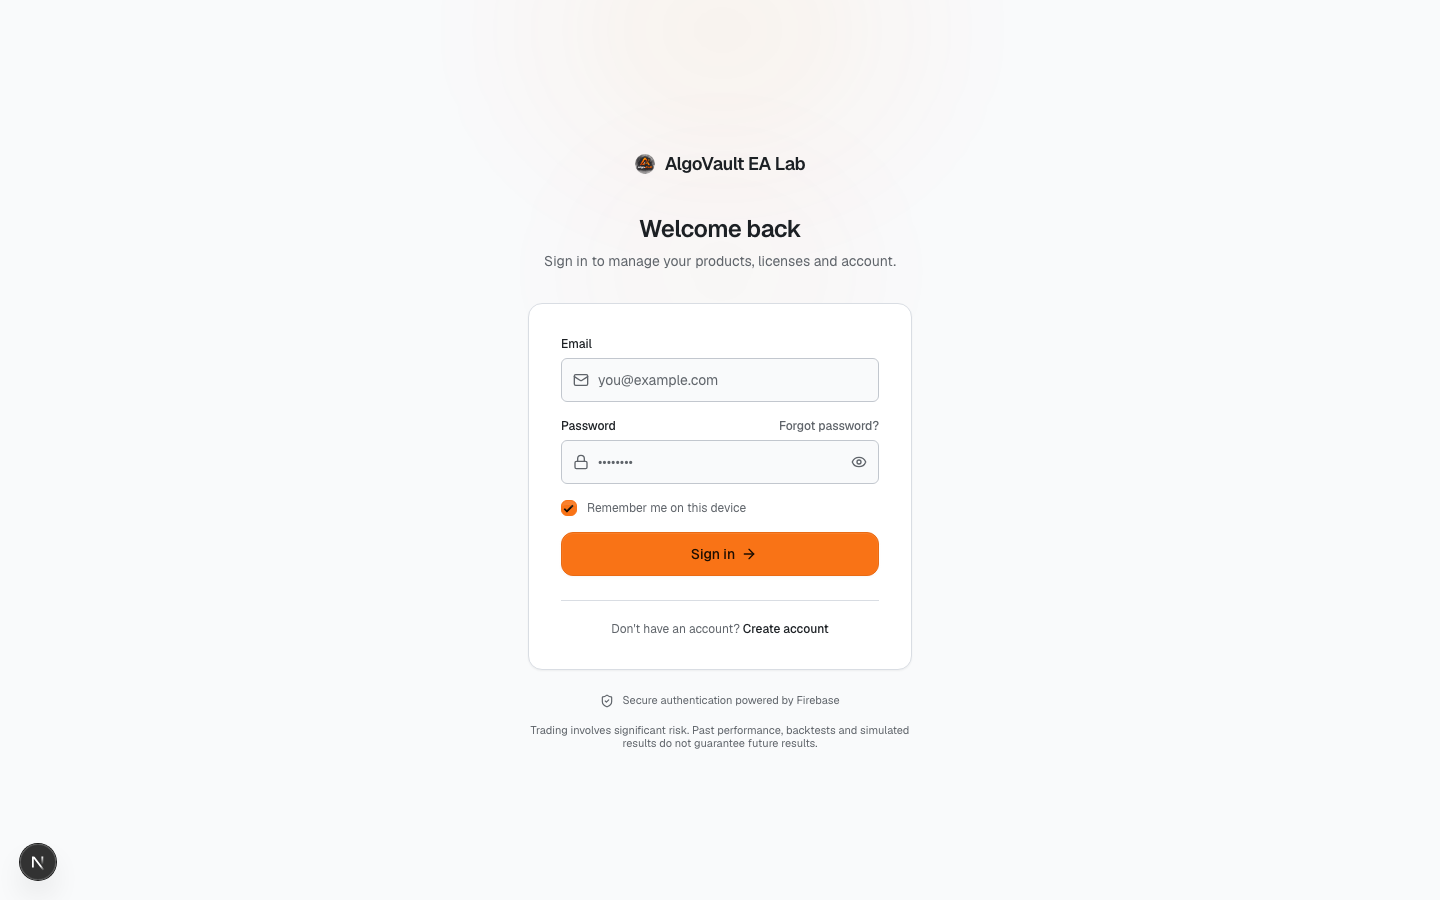 AlgoVault EA Lab
Welcome back
Sign in to manage your products, licenses and account.
Email
you@example.com
Password Forgot password?
••••••••
Remember me on this device
Sign in →
Don't have an account? Create account
Secure authentication powered by Firebase
Trading involves significant risk. Past performance, backtests and simulated
results do not guarantee future results.
N